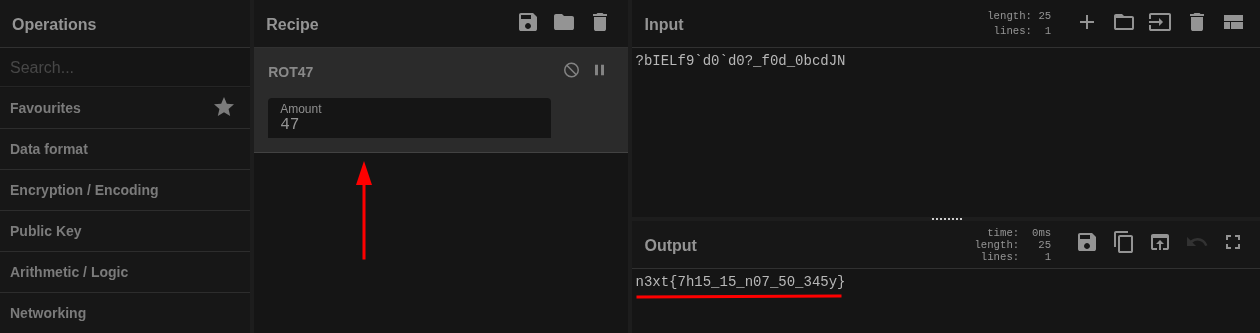 Operations
Search...
Favourites
Data format
Encryption / Encoding
Public Key
Arithmetic / Logic
Networking
Recipe
ROT47
Amount
47
Input
length: 25
lines: 1
?bIELf9`d0`d0?_f0d_0bcdJN
Output
time: 0ms
length: 25
lines: 1
n3xt{7h15_15_n07_50_345y}